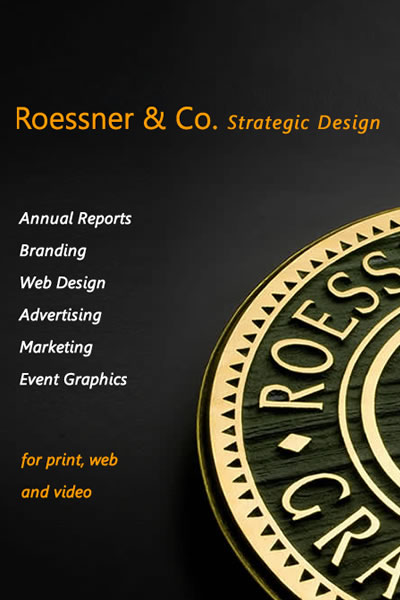 Roessner & Co. Strategic Design
Annual Reports
Branding
Web Design
Advertising
Marketing
Event Graphics
for print, web
and video
ROESS
GRA